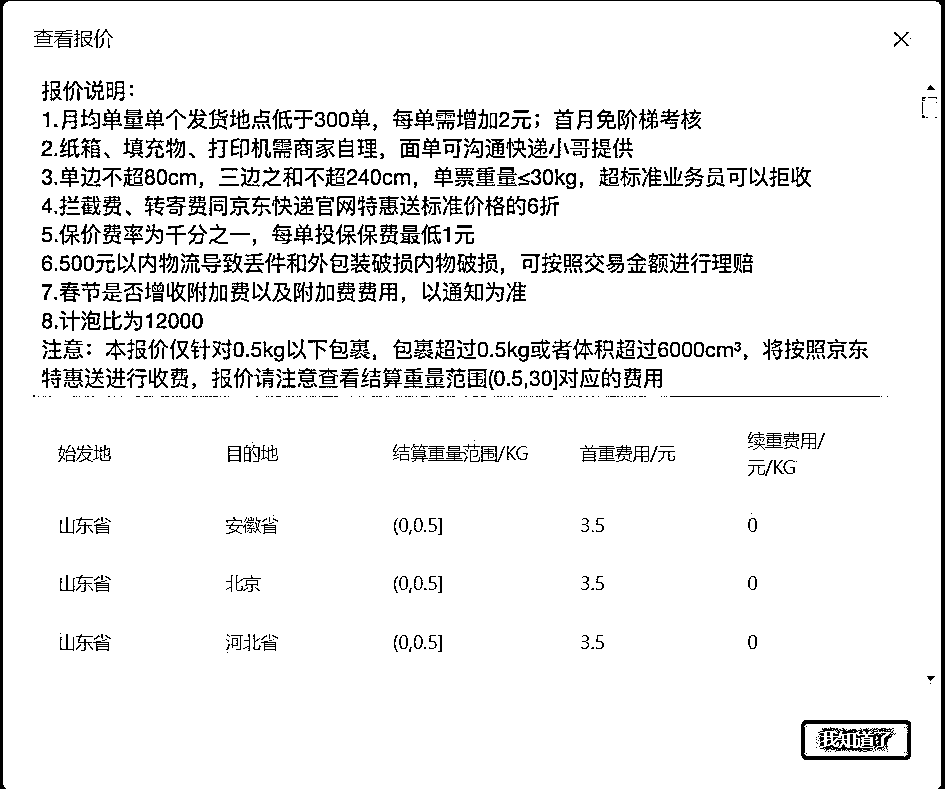 查看报价
报价说明：
1.月均单量单个发货地点低于300单，每单需增加2元；首月免阶梯考核
2.纸箱、填充物、打印机需商家自理，面单可沟通快递小哥提供
3.单边不超80cm，三边之和不超240cm，单票重量≤30kg，超标准业务员可以拒收
4.拦截费、转寄费同京东快递官网特惠送标准价格的6折
5.保价费率为千分之一，每单投保保费最低1元
6.500元以内物流导致丢件和外包装破损内物破损，可按照交易金额进行理赔
7.春节是否增收附加费以及附加费费用，以通知为准
8.计泡比为12000
注意：本报价仅针对0.5kg以下包裹，包裹超过0.5kg或者体积超过6000cm³，将按照京东
特惠送进行收费，报价请注意查看结算重量范围(0.5,30]对应的费用
始发地 目的地 结算重量范围/KG 首重费用/元 续重费用/
元/KG
山东省 安徽省 (0,0.5] 3.5 0
山东省 北京 (0,0.5] 3.5 0
山东省 河北省 (0,0.5] 3.5 0
我知道了